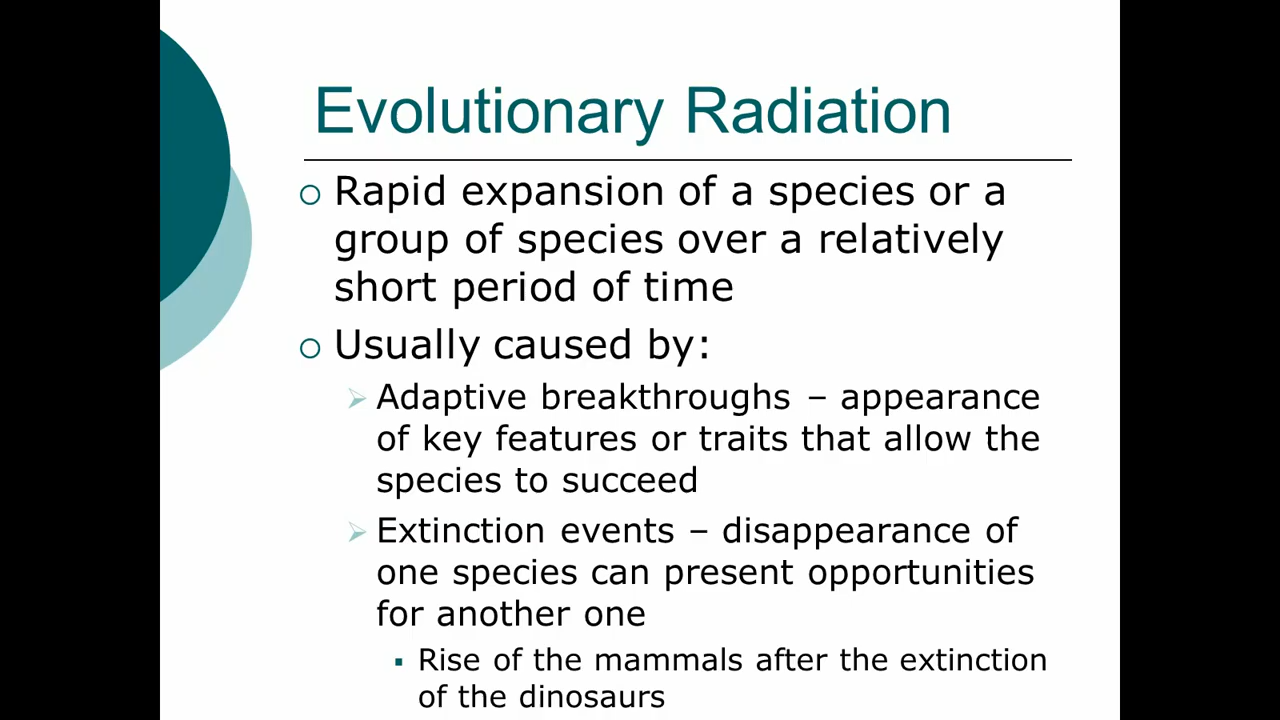 Evolutionary Radiation
Rapid expansion of a species or a
group of species over a relatively
short period of time
Usually caused by:
Adaptive breakthroughs – appearance
of key features or traits that allow the
species to succeed
Extinction events – disappearance of
one species can present opportunities
for another one
Rise of the mammals after the extinction
of the dinosaurs